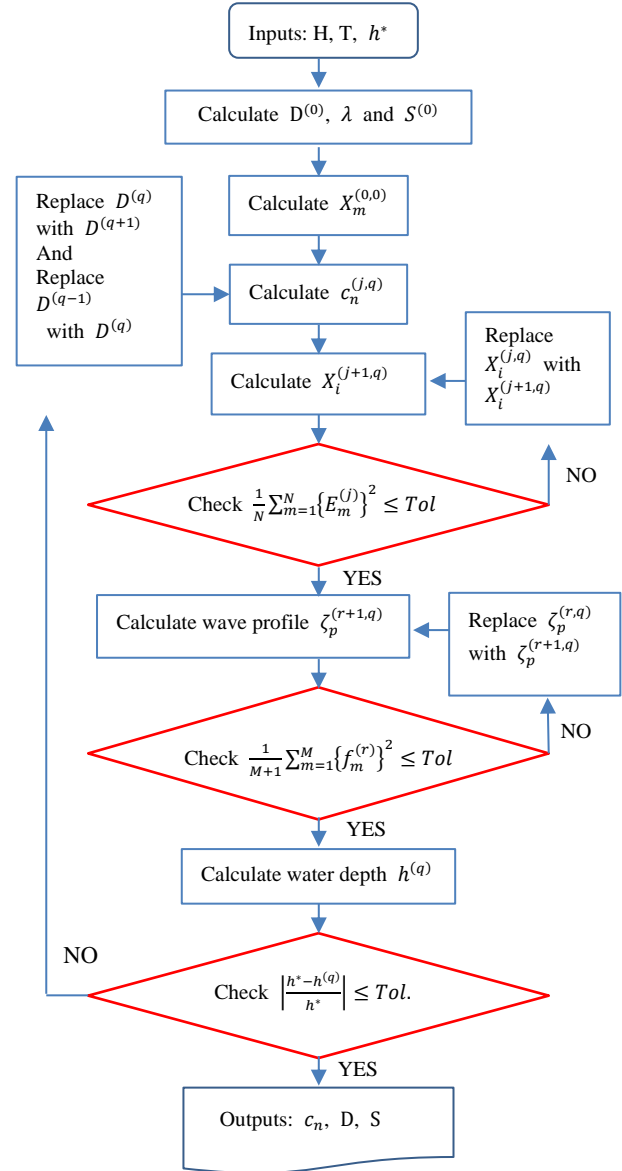 Inputs: H, T, h*
Calculate D^(0), λ and S^(0)
Calculate X_m^(0,0)
Replace D^(q)
with D^(q+1)
And
Replace
D^(q−1)
with D^(q)
Calculate c_n^(j,q)
Calculate X_i^(j+1,q)
Replace
X_i^(j,q) with
X_i^(j+1,q)
Check 1/N ∑_{m=1}^{N} {E_m^(j)}^2 ≤ Tol
NO
YES
Calculate wave profile ζ_p^(r+1,q)
Replace ζ_p^(r,q)
with ζ_p^(r+1,q)
Check 1/(M+1) ∑_{m=1}^{M} {f_m^(r)}^2 ≤ Tol
NO
YES
Calculate water depth h^(q)
NO
Check |(h*−h^(q))/h*| ≤ Tol.
YES
Outputs: c_n, D, S